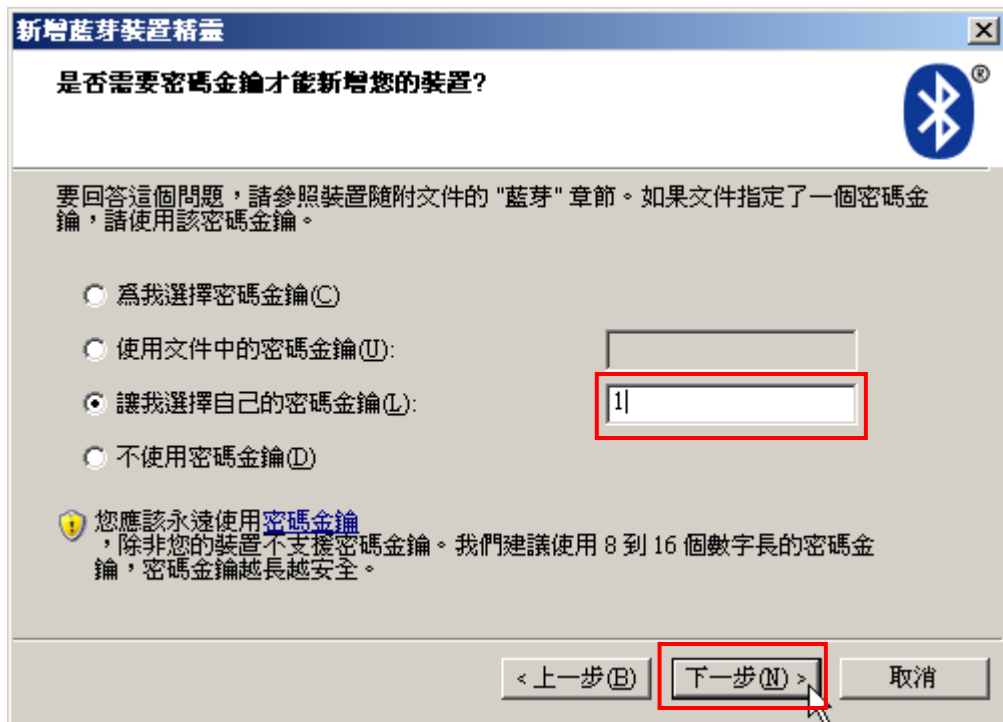 新增藍芽裝置精靈
是否需要密碼金鑰才能新增您的裝置?
®
要回答這個問題，請參照裝置隨附文件的 "藍芽" 章節。如果文件指定了一個密碼金
鑰，請使用該密碼金鑰。
為我選擇密碼金鑰(C)
使用文件中的密碼金鑰(U):
讓我選擇自己的密碼金鑰(L):
1
不使用密碼金鑰(D)
您應該永遠使用密碼金鑰
，除非您的裝置不支援密碼金鑰。我們建議使用 8 到 16 個數字長的密碼金
鑰，密碼金鑰越長越安全。
< 上一步(B)
下一步(N) >
取消